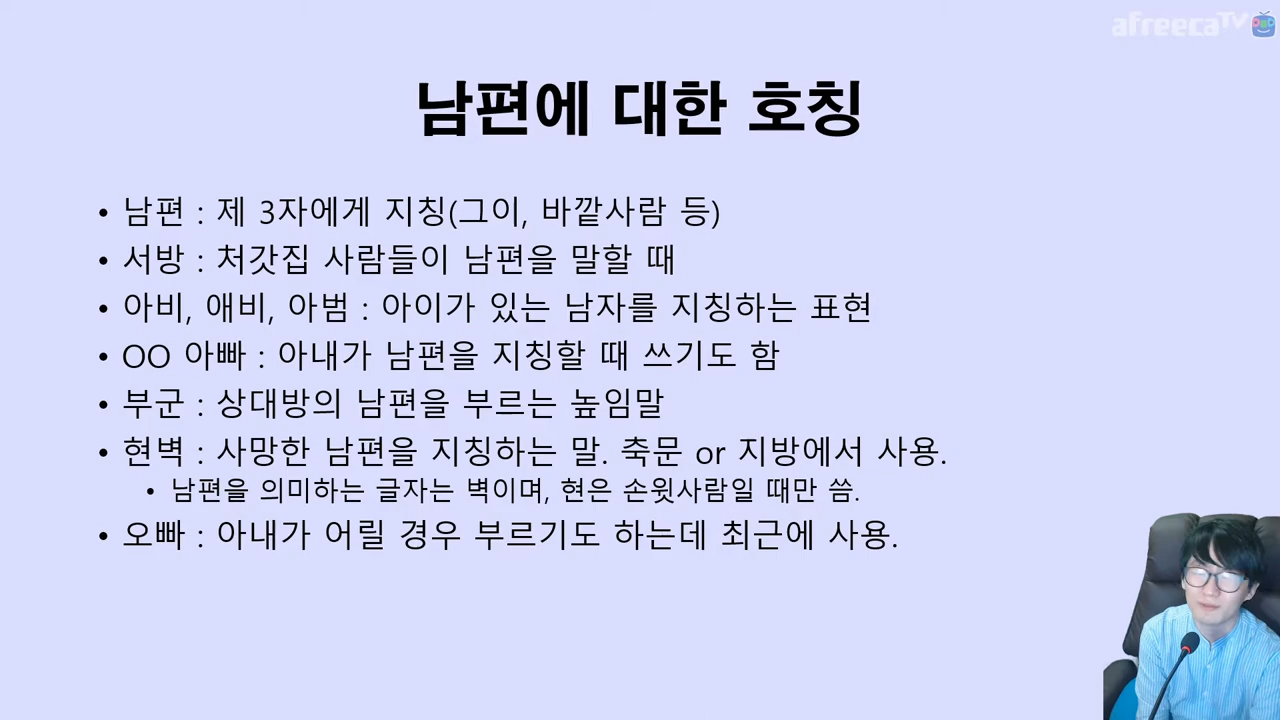 afreecaTV
남편에 대한 호칭
• 남편 : 제 3자에게 지칭(그이, 바깥사람 등)
• 서방 : 처갓집 사람들이 남편을 말할 때
• 아비, 애비, 아범 : 아이가 있는 남자를 지칭하는 표현
• OO 아빠 : 아내가 남편을 지칭할 때 쓰기도 함
• 부군 : 상대방의 남편을 부르는 높임말
• 현벽 : 사망한 남편을 지칭하는 말. 축문 or 지방에서 사용.
• 남편을 의미하는 글자는 벽이며, 현은 손윗사람일 때만 씀.
• 오빠 : 아내가 어릴 경우 부르기도 하는데 최근에 사용.